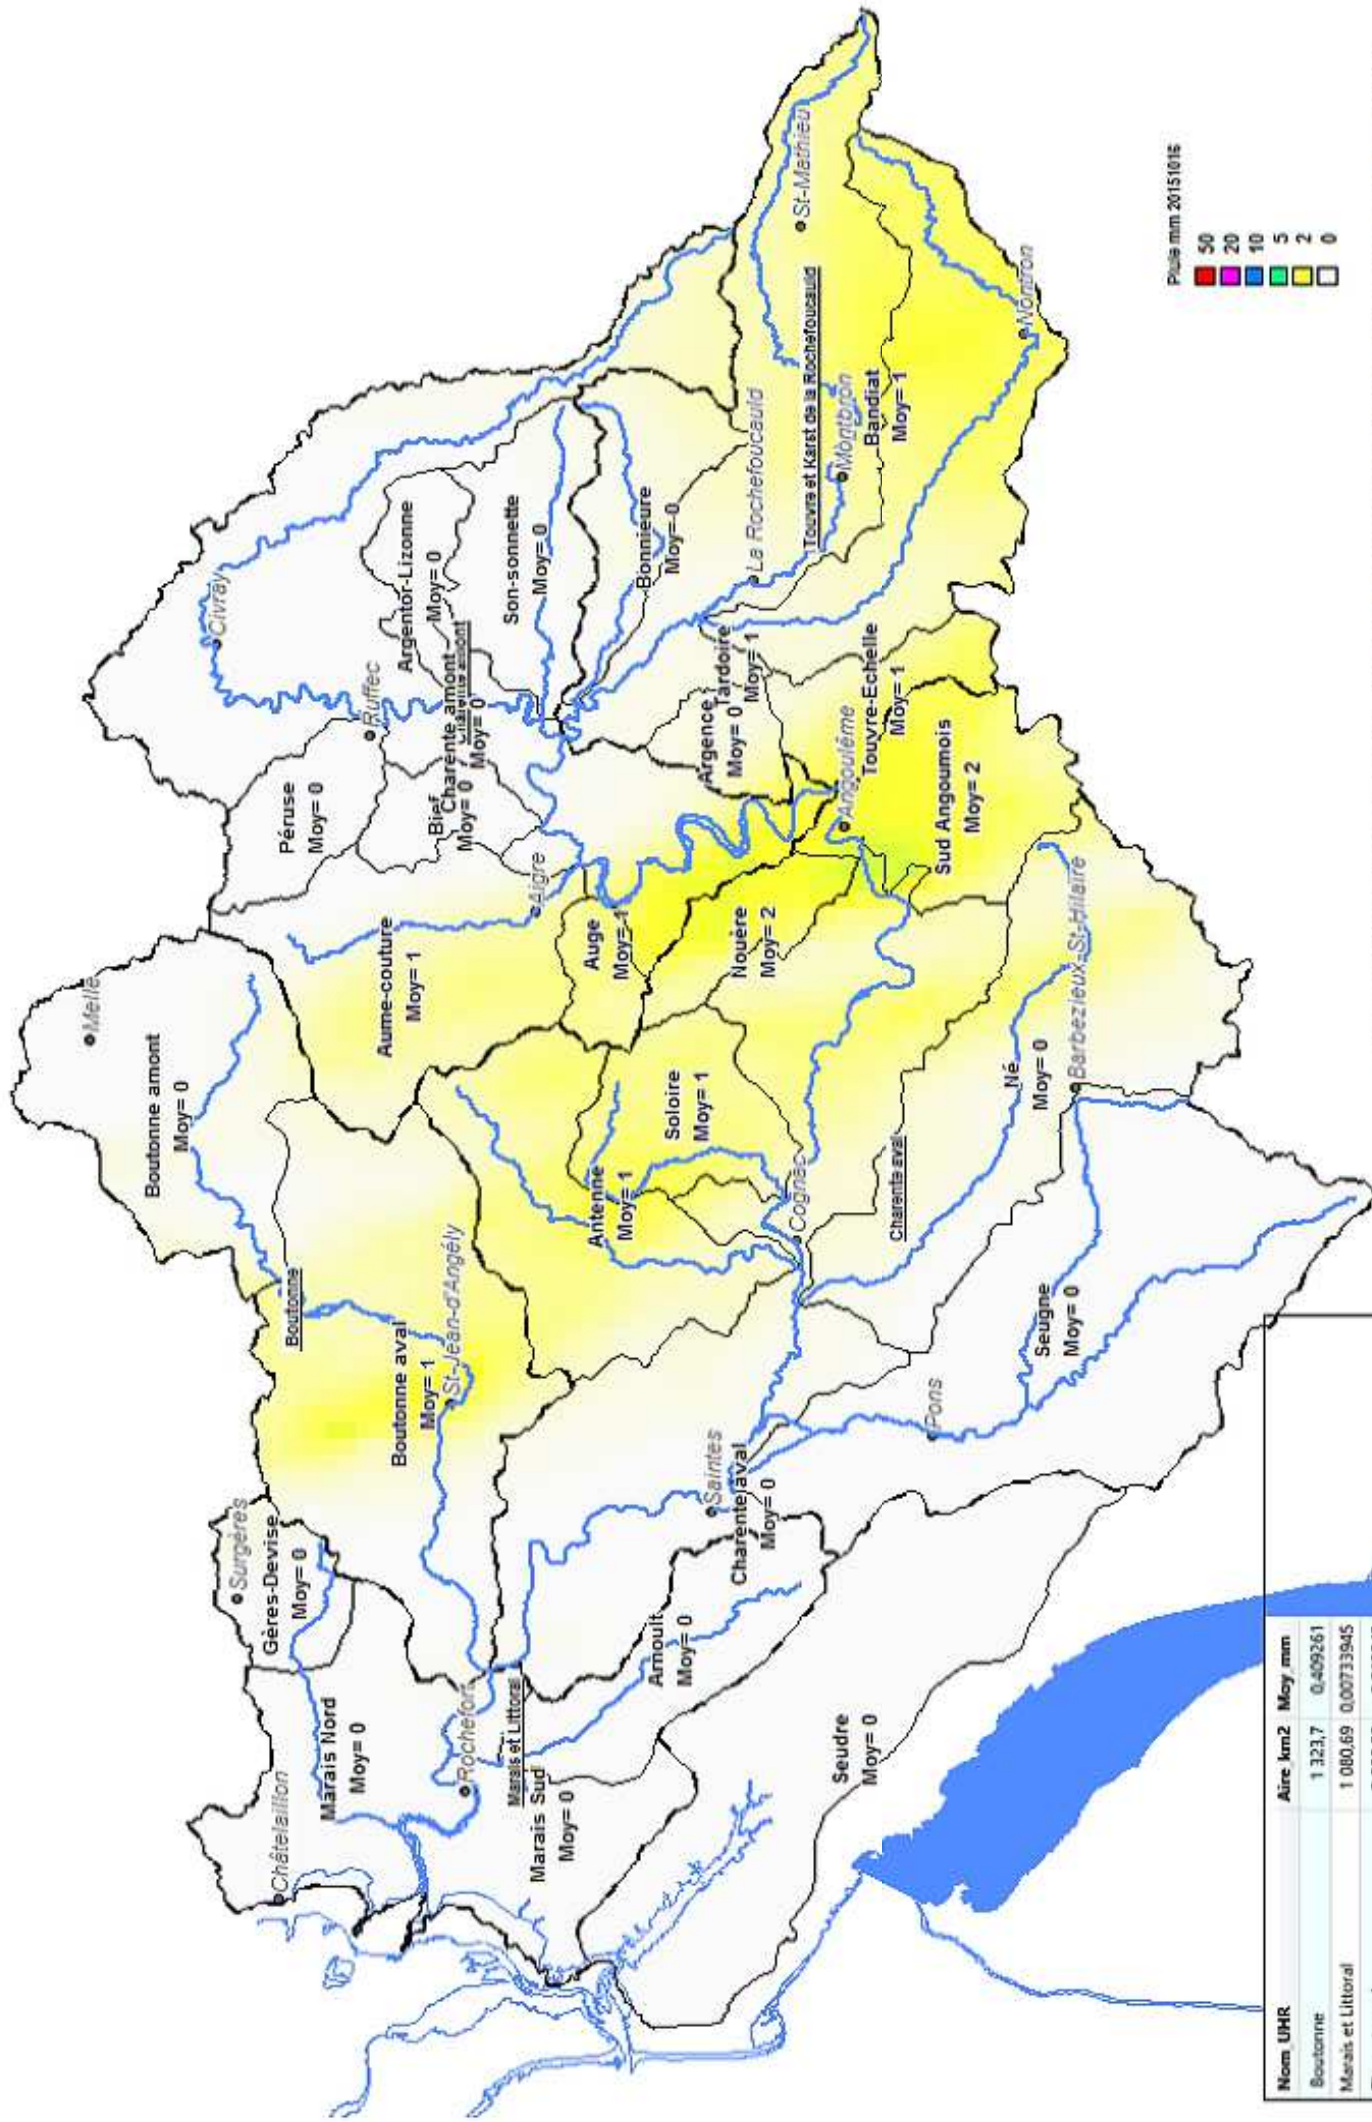 Châtelaillon
Surgères
Gères-Devise
Moy= 0
Marais Nord
Moy= 0
Rochefort
Marais et Littoral
Marais Sud
Moy= 0
Arnoult
Moy= 0
Seudre
Moy= 0
Saintes
Charente aval
Moy= 0
Pons
Seugne
Moy= 0
Melle
Boutonne amont
Moy= 0
Boutonne
Boutonne aval
Moy= 1
St-Jean-d'Angély
Antenne
Moy= 1
Soloire
Moy= 1
Cognac
Charente aval
Né
Moy= 0
Barbezieux-St-Hilaire
Aume-couture
Moy= 1
Aigre
Auge
Moy= 1
Nouère
Moy= 2
Péruse
Moy= 0
Bief
Moy= 0
Ruffec
Civray
Charente amont
Charente amont
Moy= 0
Argentor-Lizonne
Moy= 0
Son-sonnette
Moy= 0
Bonnieure
Moy= 0
La Rochefoucauld
Argence
Moy= 0
Tardoire
Moy= 1
Angoulême
Touvre-Echelle
Moy= 1
Sud Angoumois
Moy= 2
Touvre et Karst de la Rochefoucauld
Montbron
Bandiat
Moy= 1
St-Mathieu
Nontron
Pluie mm 20151016
50
20
10
5
2
0
Nom_UHR Aire_km2 Moy_mm
Boutonne 1 323,7 0,409261
Marais et Littoral 1 080,69 0,00733945